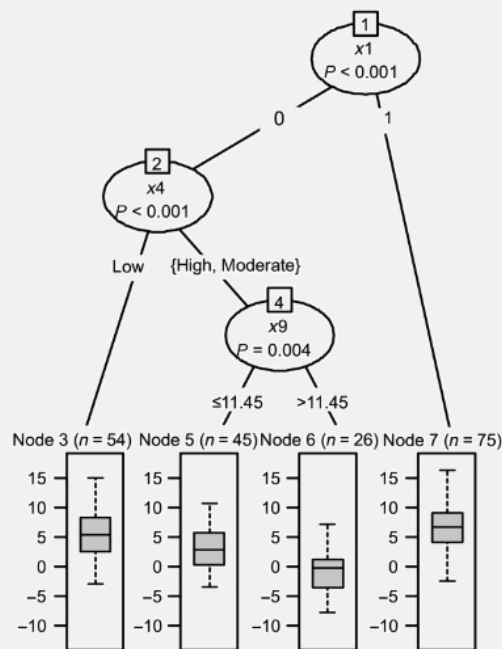 1
x1
P < 0.001
0
1
2
x4
P < 0.001
Low
{High, Moderate}
4
x9
P = 0.004
≤11.45
>11.45
Node 3 (n = 54) Node 5 (n = 45) Node 6 (n = 26) Node 7 (n = 75)
15 15 15 15
10 10 10 10
5 5 5 5
0 0 0 0
−5 −5 −5 −5
−10 −10 −10 −10